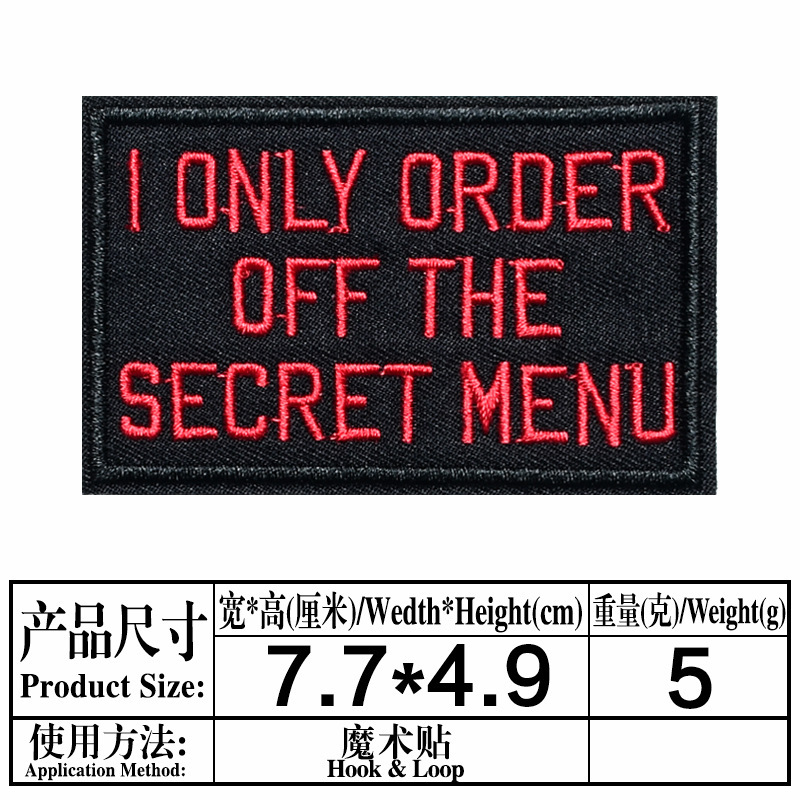 I ONLY ORDER
OFF THE
SECRET MENU
产品尺寸
Product Size:
宽*高(厘米)/Wedth*Height(cm)
重量(克)/Weight(g)
7.7*4.9
5
使用方法:
Application Method:
魔术贴
Hook & Loop